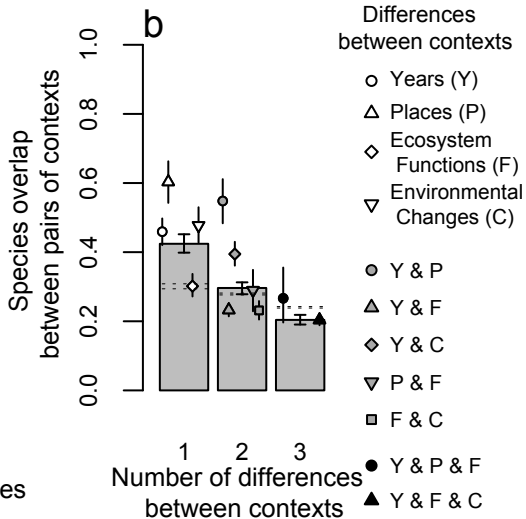 b
Differences
between contexts
Years (Y)
Places (P)
Ecosystem
Functions (F)
Environmental
Changes (C)
Y & P
Y & F
Y & C
P & F
F & C
Y & P & F
Y & F & C
Species overlap
between pairs of contexts
1.0
0.8
0.6
0.4
0.2
0.0
1 2 3
Number of differences
between contexts
es